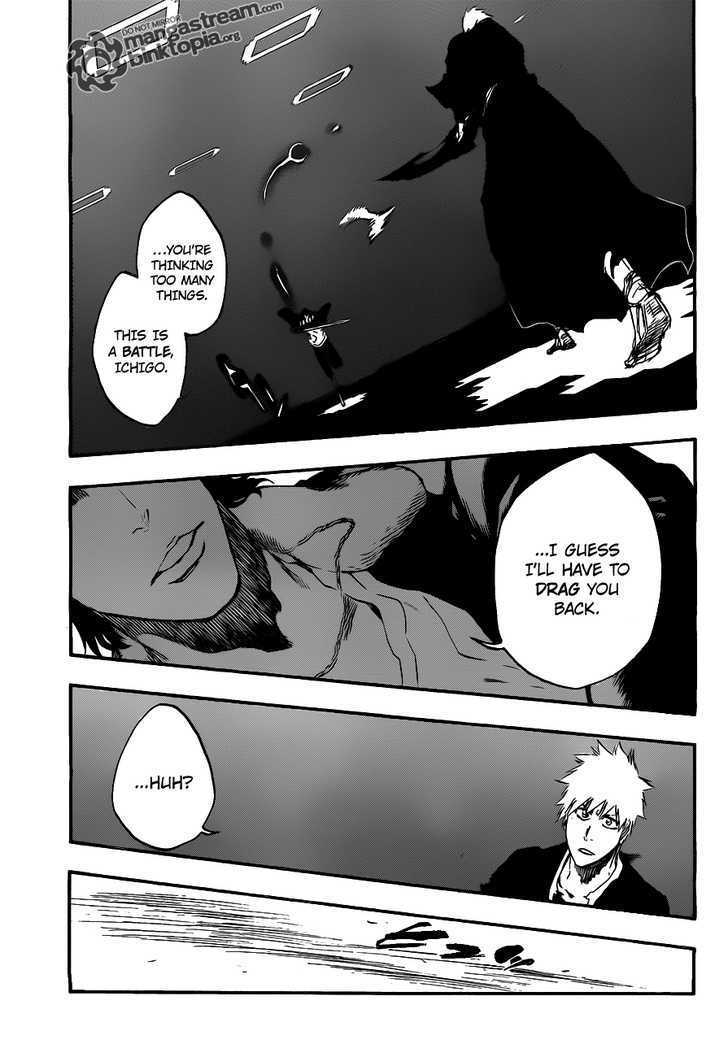 DO NOT MIRROR
mangastream.com
binktopia.org
...YOU'RE
THINKING
TOO MANY
THINGS.
THIS IS
A BATTLE,
ICHIGO.
...I GUESS
I'LL HAVE TO
DRAG YOU
BACK.
...HUH?